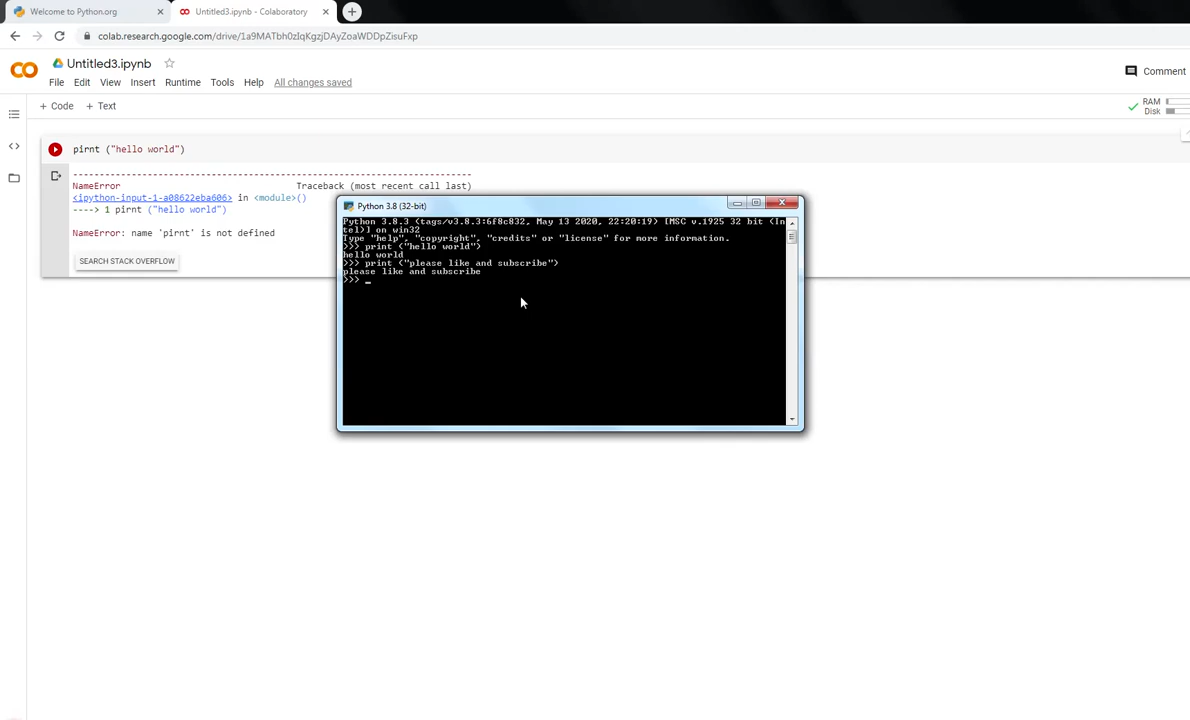 Welcome to Python.org
Untitled3.ipynb - Colaboratory
colab.research.google.com/drive/1a9MATbh0zIqKgzjDAyZoaWDDpZisuFxp
Untitled3.ipynb
File Edit View Insert Runtime Tools Help All changes saved
Comment
+ Code + Text
RAM
Disk
pirnt ("hello world")
---------------------------------------------------------------------------
NameError Traceback (most recent call last)
<ipython-input-1-a08622eba606> in <module>()
----> 1 pirnt ("hello world")
NameError: name 'pirnt' is not defined
SEARCH STACK OVERFLOW
Python 3.8 (32-bit)
Python 3.8.3 (tags/v3.8.3:6f8c832, May 13 2020, 22:20:19) [MSC v.1925 32 bit (In
tel)] on win32
Type "help", "copyright", "credits" or "license" for more information.
>>> print ("hello world")
hello world
>>> print ("please like and subscribe")
please like and subscribe
>>> _